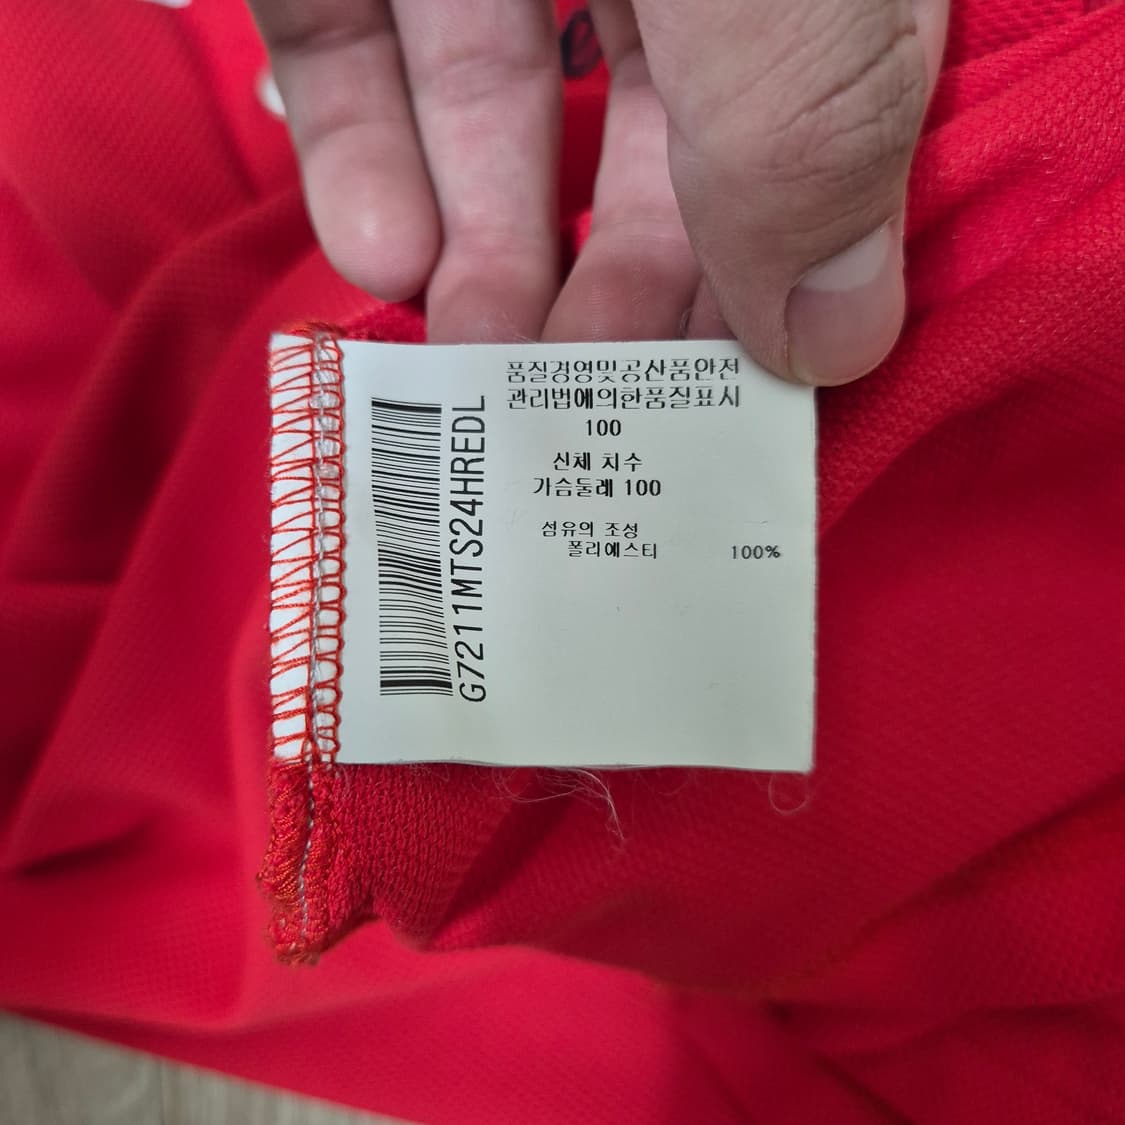 품질경영및공산품안전
관리법에의한품질표시
100
신체 치수
가슴둘레 100
섬유의 조성
폴리에스티 100%
G7211MTS24HREDL
e